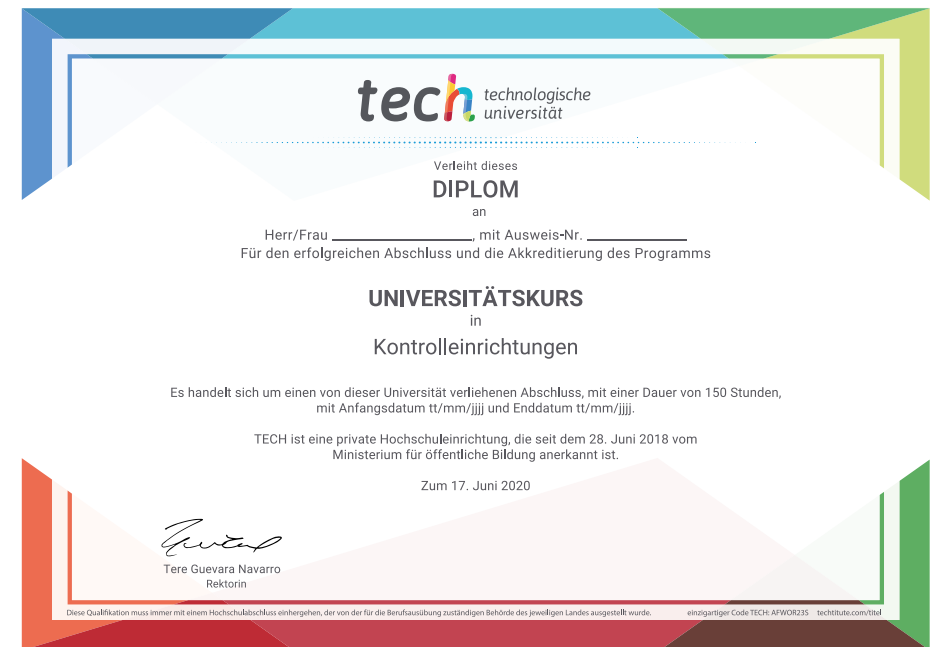 tech technologische
universität
Verleiht dieses
DIPLOM
an
Herr/Frau ____________, mit Ausweis-Nr. ____________
Für den erfolgreichen Abschluss und die Akkreditierung des Programms
UNIVERSITÄTSKURS
in
Kontrolleinrichtungen
Es handelt sich um einen von dieser Universität verliehenen Abschluss, mit einer Dauer von 150 Stunden,
mit Anfangsdatum tt/mm/jjjj und Enddatum tt/mm/jjjj.
TECH ist eine private Hochschuleinrichtung, die seit dem 28. Juni 2018 vom
Ministerium für öffentliche Bildung anerkannt ist.
Zum 17. Juni 2020
Tere Guevara Navarro
Rektorin
Diese Qualifikation muss immer mit einem Hochschulabschluss einhergehen, der von der für die Berufsausübung zuständigen Behörde des jeweiligen Landes ausgestellt wurde. einzigartiger Code TECH: AFWOR23S techtitute.com/titel